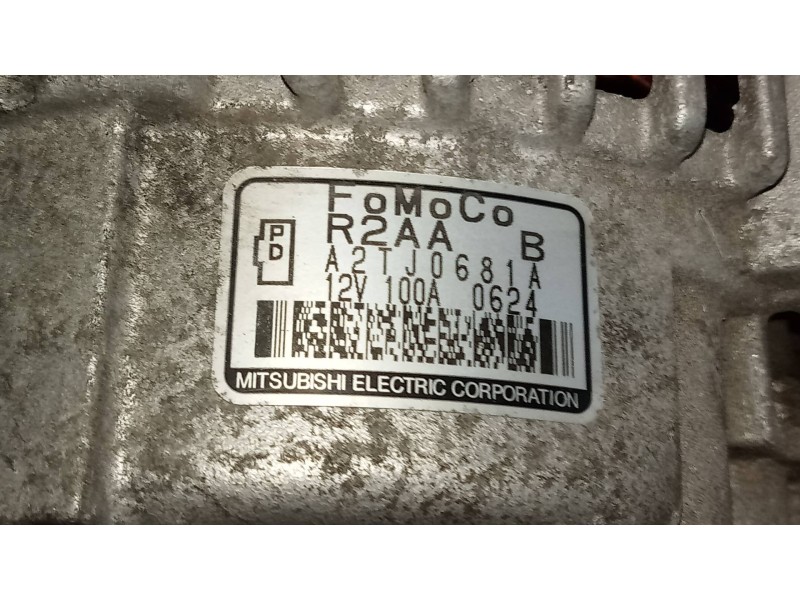 FoMoCo
R2AA B
P
D
A2TJ0681A
12V 100A 0624
MITSUBISHI ELECTRIC CORPORATION